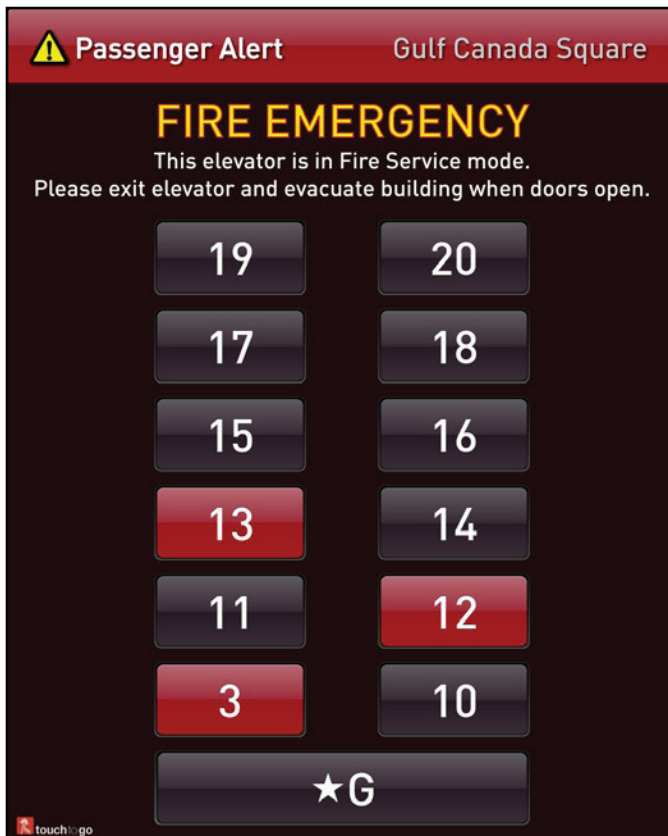 Passenger Alert Gulf Canada Square
FIRE EMERGENCY
This elevator is in Fire Service mode.
Please exit elevator and evacuate building when doors open.
19 20
17 18
15 16
13 14
11 12
3 10
★G
touchtogo